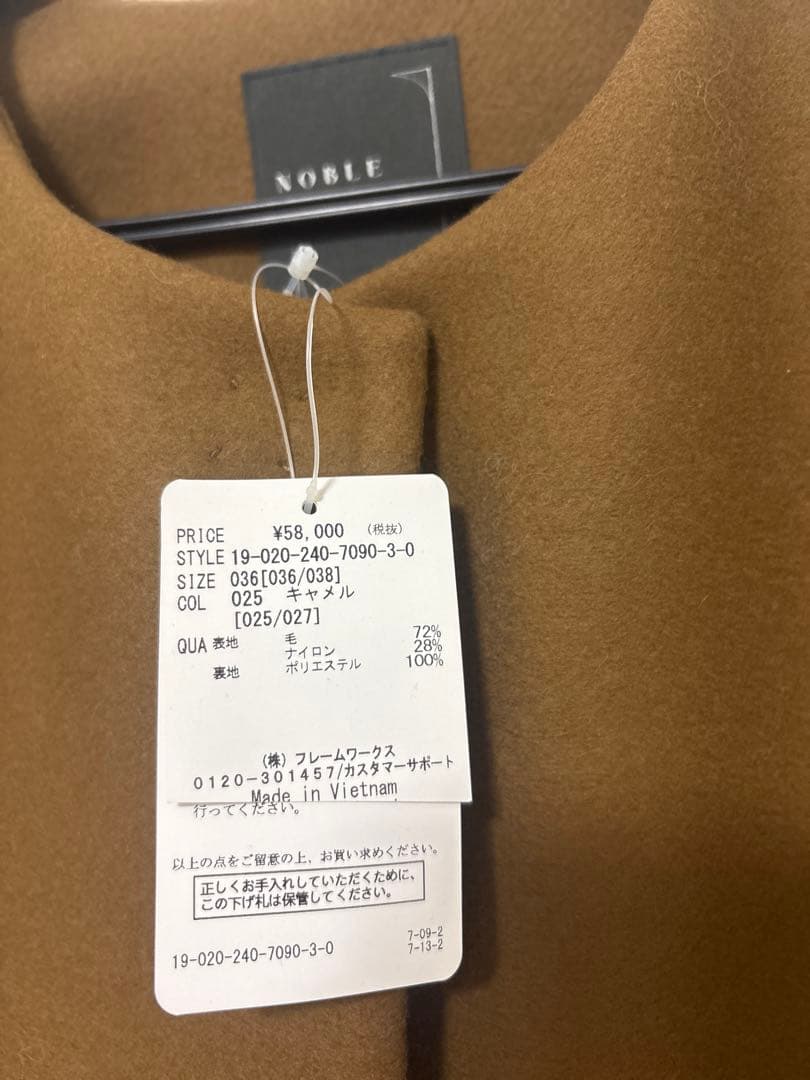 NOBLE
PRICE ¥58,000 (税抜)
STYLE 19-020-240-7090-3-0
SIZE 036[036/038]
COL 025 キャメル
[025/027]
QUA 表地 毛 72%
ナイロン 28%
裏地 ポリエステル 100%
(株) フレームワークス
0120-301457/カスタマーサポート
Made in Vietnam
行ってください。
以上の点をご留意の上、お買い求めください。
正しくお手入れしていただくために、
この下げ札は保管してください。
19-020-240-7090-3-0
7-09-2
7-13-2